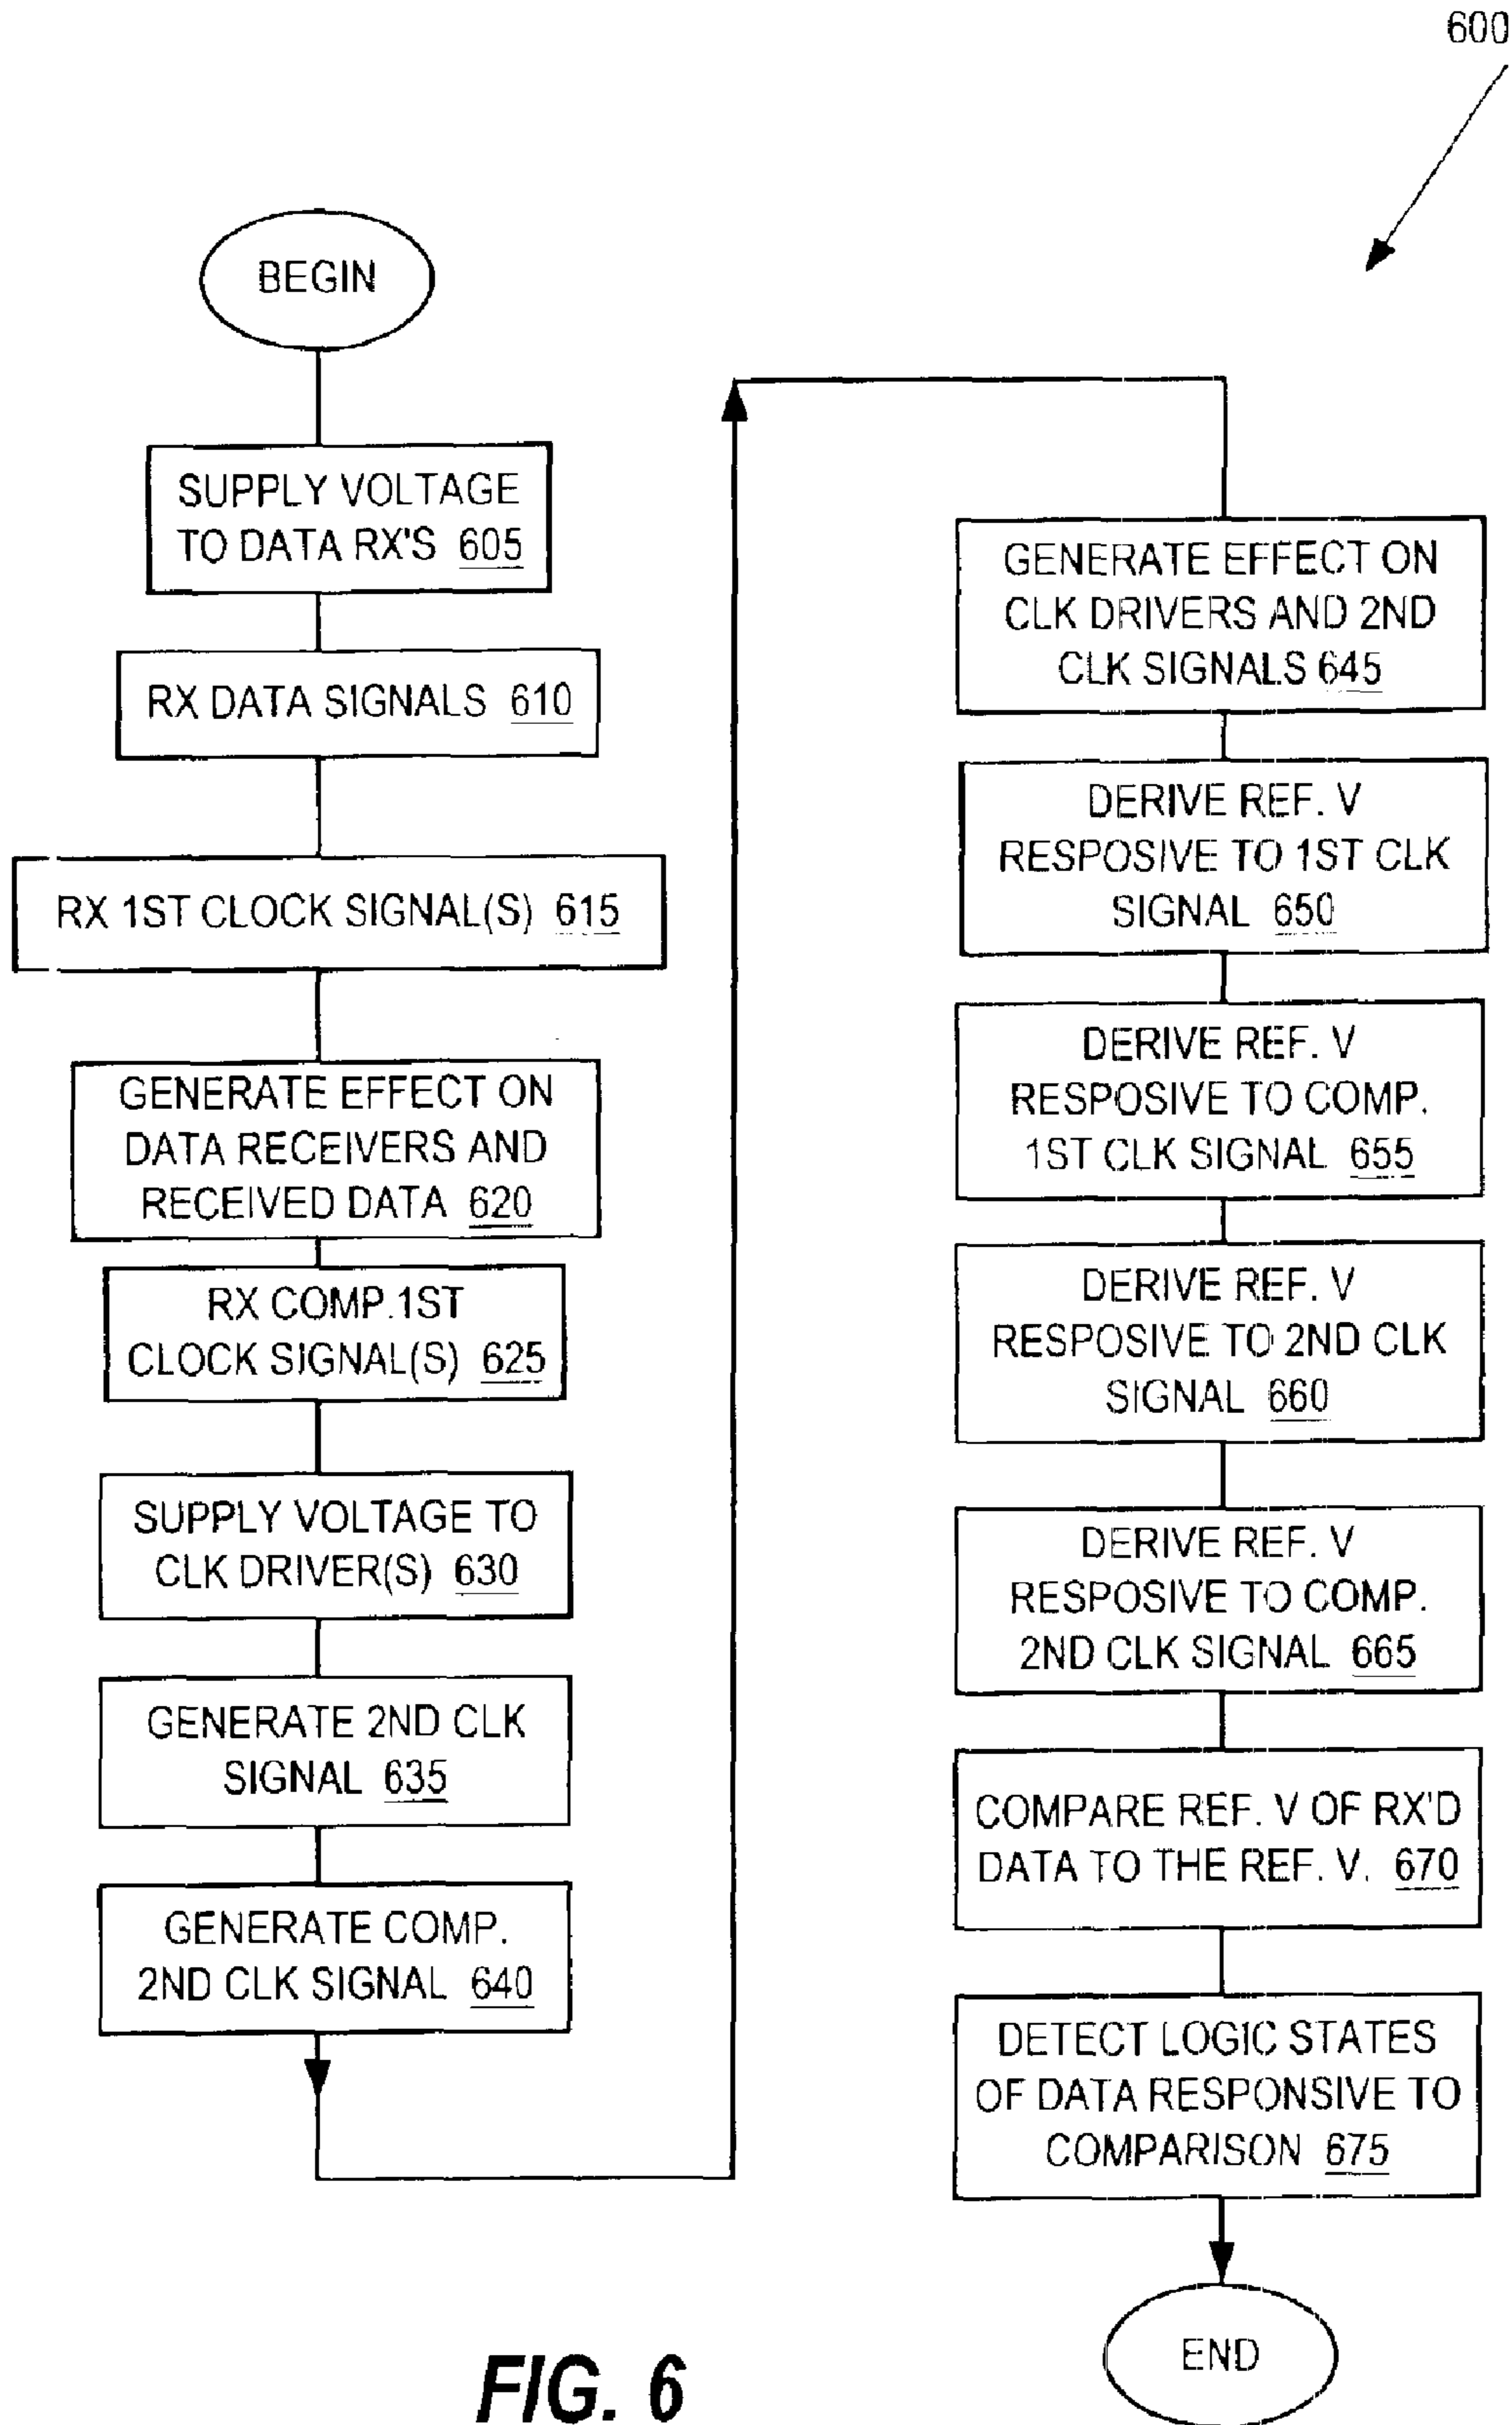 600
BEGIN
SUPPLY VOLTAGE
TO DATA RX'S 605
RX DATA SIGNALS 610
RX 1ST CLOCK SIGNAL(S) 615
GENERATE EFFECT ON
DATA RECEIVERS AND
RECEIVED DATA 620
RX COMP.1ST
CLOCK SIGNAL(S) 625
SUPPLY VOLTAGE TO
CLK DRIVER(S) 630
GENERATE 2ND CLK
SIGNAL 635
GENERATE COMP.
2ND CLK SIGNAL 640
GENERATE EFFECT ON
CLK DRIVERS AND 2ND
CLK SIGNALS 645
DERIVE REF. V
RESPOSIVE TO 1ST CLK
SIGNAL 650
DERIVE REF. V
RESPOSIVE TO COMP.
1ST CLK SIGNAL 655
DERIVE REF. V
RESPOSIVE TO 2ND CLK
SIGNAL 660
DERIVE REF. V
RESPOSIVE TO COMP.
2ND CLK SIGNAL 665
COMPARE REF. V OF RX'D
DATA TO THE REF. V. 670
DETECT LOGIC STATES
OF DATA RESPONSIVE TO
COMPARISON 675
END
FIG. 6